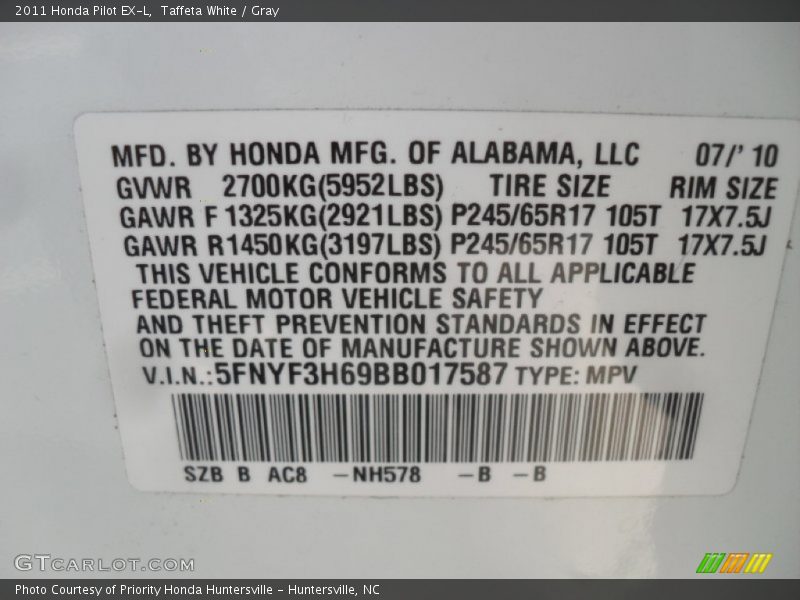 2011 Honda Pilot EX-L, Taffeta White / Gray
MFD. BY HONDA MFG. OF ALABAMA, LLC 07/' 10
GVWR 2700KG(5952LBS) TIRE SIZE RIM SIZE
GAWR F 1325KG(2921LBS) P245/65R17 105T 17X7.5J
GAWR R1450KG(3197LBS) P245/65R17 105T 17X7.5J
THIS VEHICLE CONFORMS TO ALL APPLICABLE
FEDERAL MOTOR VEHICLE SAFETY
AND THEFT PREVENTION STANDARDS IN EFFECT
ON THE DATE OF MANUFACTURE SHOWN ABOVE.
V.I.N.:5FNYF3H69BB017587 TYPE: MPV
SZB B AC8 -NH578 -B -B
GTCARLOT.COM
Photo Courtesy of Priority Honda Huntersville - Huntersville, NC